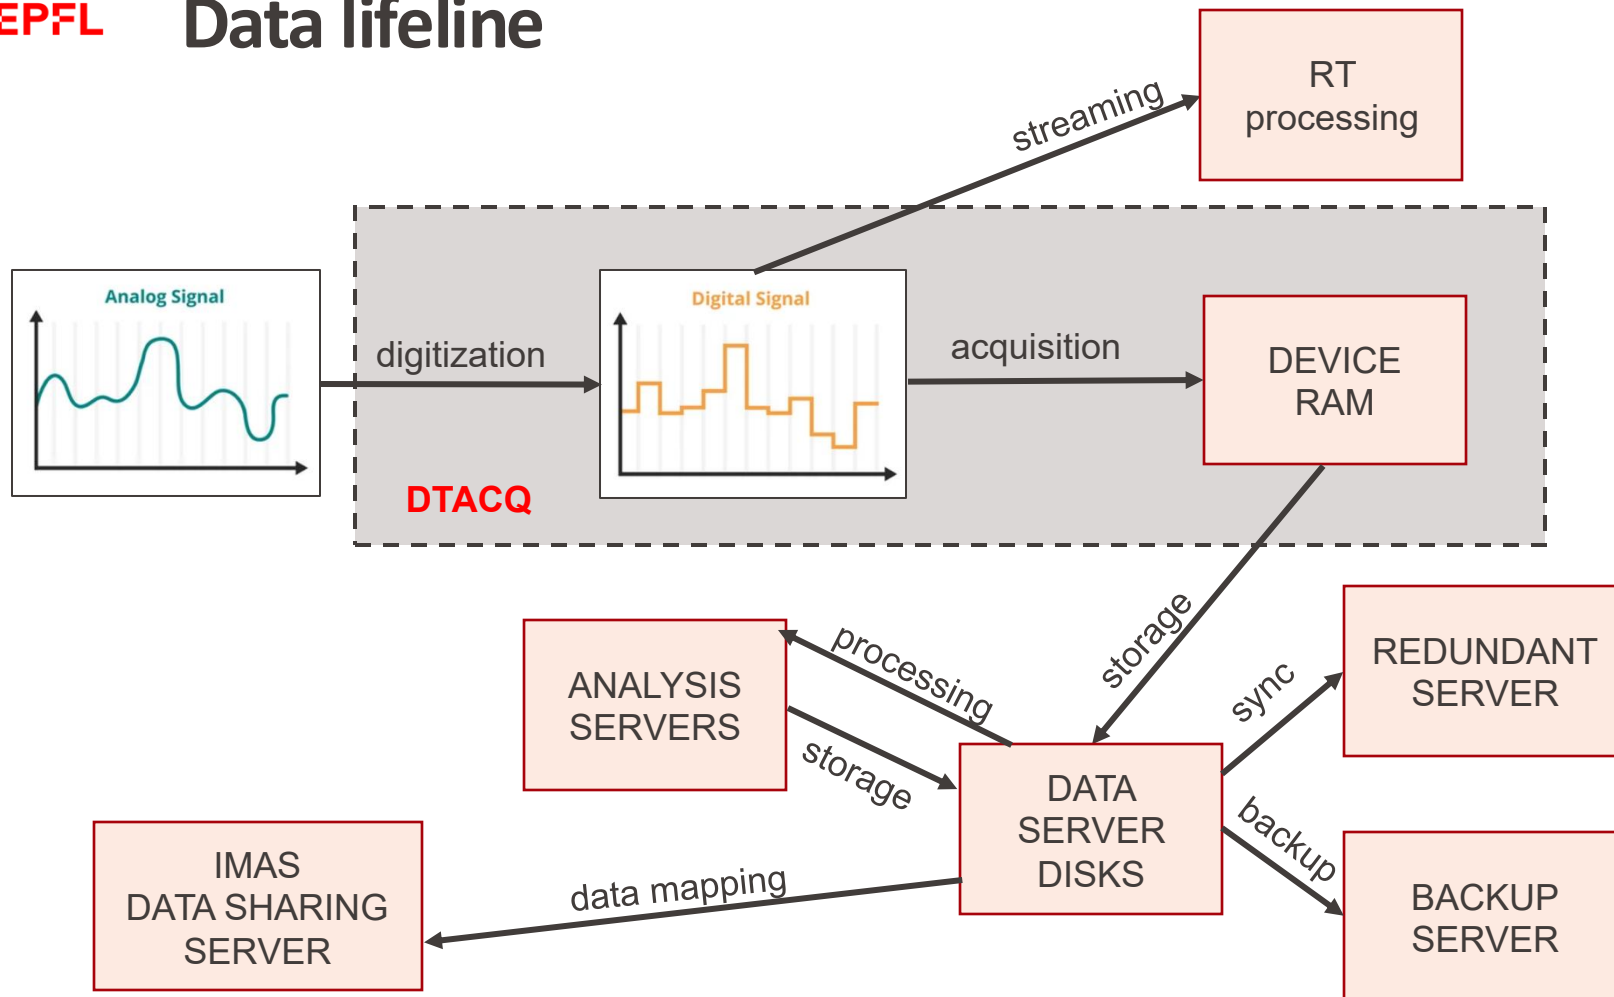 EPFL
Data lifeline
RT
processing
streaming
Analog Signal
digitization
Digital Signal
acquisition
DEVICE
RAM
DTACQ
storage
ANALYSIS
SERVERS
processing
storage
sync
REDUNDANT
SERVER
DATA
SERVER
DISKS
backup
BACKUP
SERVER
data mapping
IMAS
DATA SHARING
SERVER